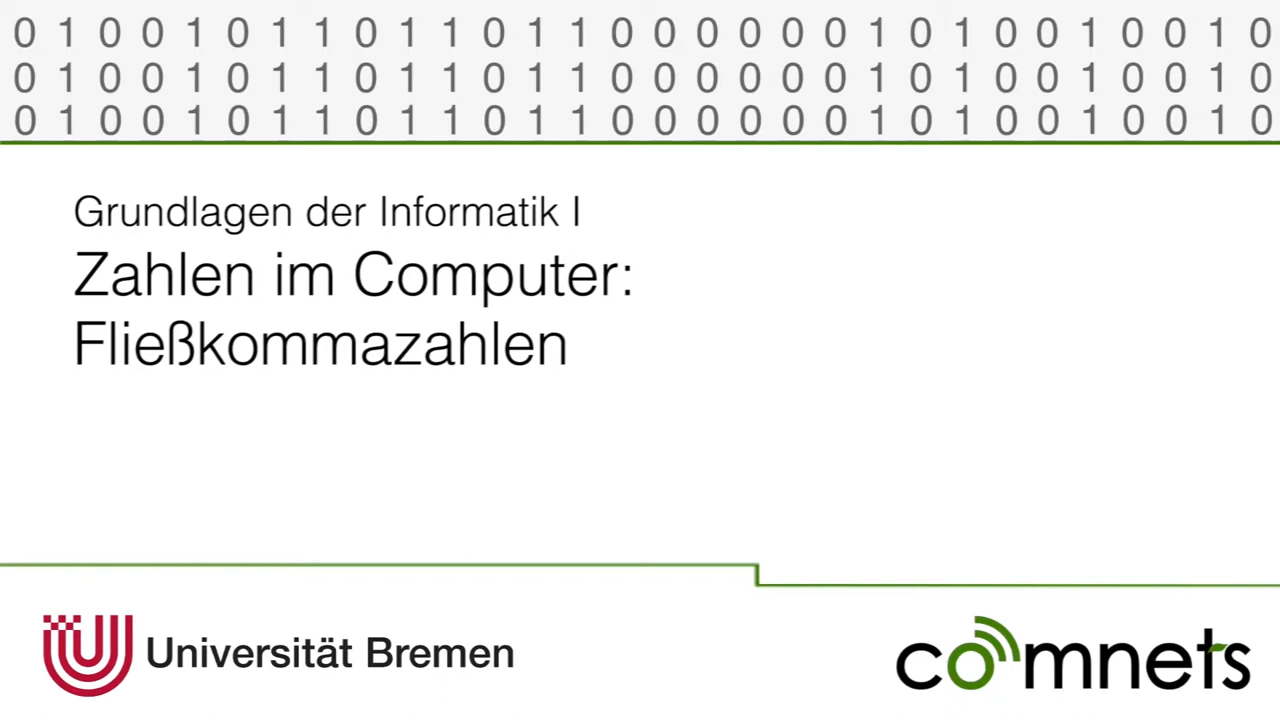 0 1 0 0 1 0 1 1 0 1 1 0 1 1 0 0 0 0 0 0 1 0 1 0 0 1 0 0 1 0
0 1 0 0 1 0 1 1 0 1 1 0 1 1 0 0 0 0 0 0 1 0 1 0 0 1 0 0 1 0
0 1 0 0 1 0 1 1 0 1 1 0 1 1 0 0 0 0 0 0 1 0 1 0 0 1 0 0 1 0
Grundlagen der Informatik I
Zahlen im Computer:
Fließkommazahlen
Universität Bremen
comnets